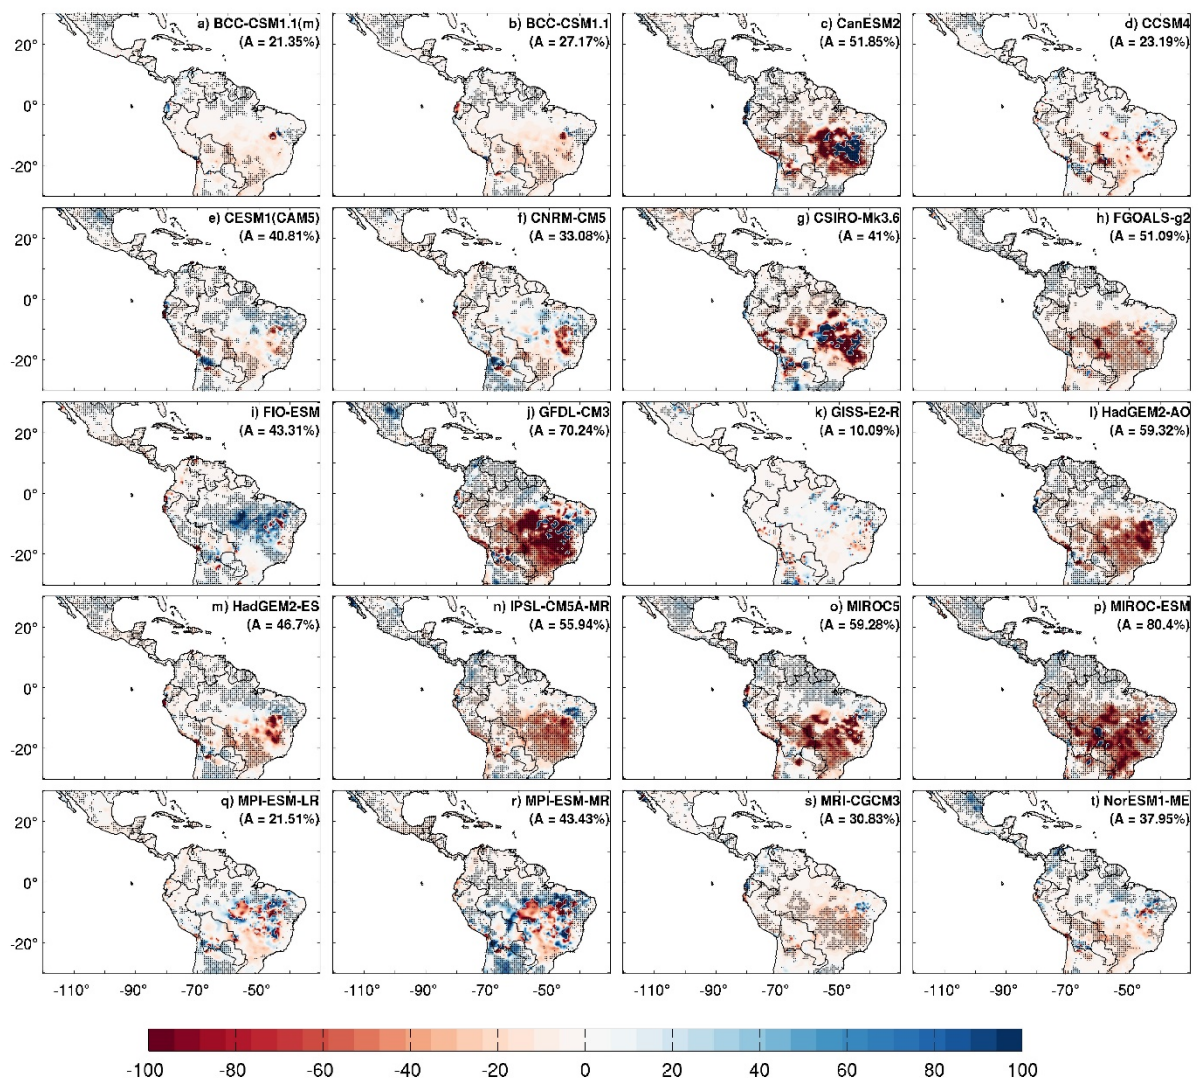 a) BCC-CSM1.1(m)
(A = 21.35%)
b) BCC-CSM1.1
(A = 27.17%)
c) CanESM2
(A = 51.85%)
d) CCSM4
(A = 23.19%)
20°
0°
-20°
e) CESM1(CAM5)
(A = 40.81%)
f) CNRM-CM5
(A = 33.08%)
g) CSIRO-Mk3.6
(A = 41%)
h) FGOALS-g2
(A = 51.09%)
20°
0°
-20°
i) FIO-ESM
(A = 43.31%)
j) GFDL-CM3
(A = 70.24%)
k) GISS-E2-R
(A = 10.09%)
l) HadGEM2-AO
(A = 59.32%)
20°
0°
-20°
m) HadGEM2-ES
(A = 46.7%)
n) IPSL-CM5A-MR
(A = 55.94%)
o) MIROC5
(A = 59.28%)
p) MIROC-ESM
(A = 80.4%)
20°
0°
-20°
q) MPI-ESM-LR
(A = 21.51%)
r) MPI-ESM-MR
(A = 43.43%)
s) MRI-CGCM3
(A = 30.83%)
t) NorESM1-ME
(A = 37.95%)
20°
0°
-20°
-110° -90° -70° -50° -110° -90° -70° -50° -110° -90° -70° -50° -110° -90° -70° -50°
-100 -80 -60 -40 -20 0 20 40 60 80 100